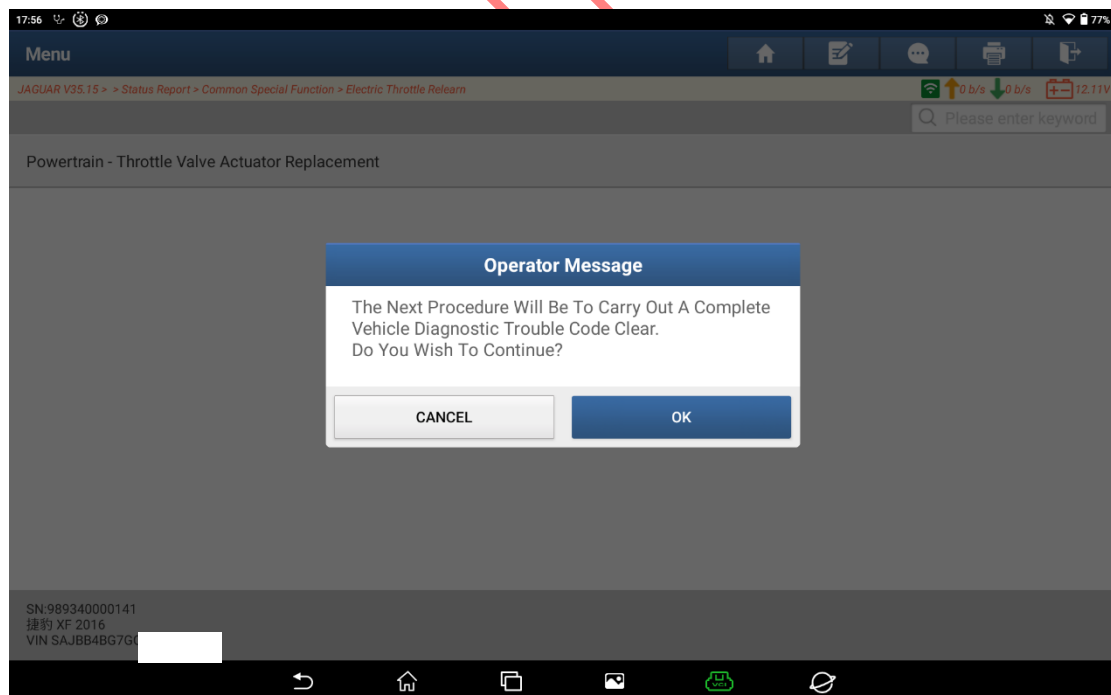 17:56
77%
Menu
JAGUAR V35.15 > > Status Report > Common Special Function > Electric Throttle Relearn
0 b/s 0 b/s 12.11V
Please enter keyword
Powertrain - Throttle Valve Actuator Replacement
Operator Message
The Next Procedure Will Be To Carry Out A Complete
Vehicle Diagnostic Trouble Code Clear.
Do You Wish To Continue?
CANCEL
OK
SN:989340000141
捷豹 XF 2016
VIN SAJBB4BG7G
VCI